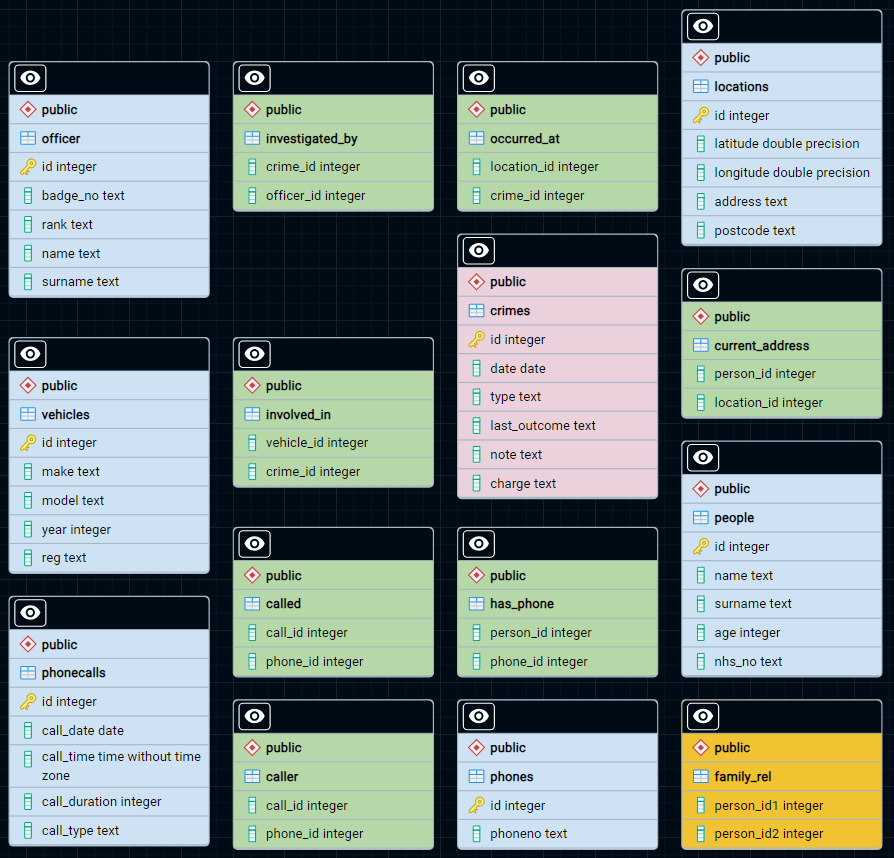 public
officer
id integer
badge_no text
rank text
name text
surname text
public
investigated_by
crime_id integer
officer_id integer
public
occurred_at
location_id integer
crime_id integer
public
locations
id integer
latitude double precision
longitude double precision
address text
postcode text
public
crimes
id integer
date date
type text
last_outcome text
note text
charge text
public
current_address
person_id integer
location_id integer
public
vehicles
id integer
make text
model text
year integer
reg text
public
involved_in
vehicle_id integer
crime_id integer
public
people
id integer
name text
surname text
age integer
nhs_no text
public
called
call_id integer
phone_id integer
public
has_phone
person_id integer
phone_id integer
public
phonecalls
id integer
call_date date
call_time time without time
zone
call_duration integer
call_type text
public
caller
call_id integer
phone_id integer
public
phones
id integer
phoneno text
public
family_rel
person_id1 integer
person_id2 integer